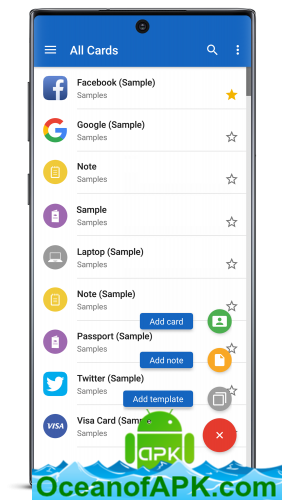 All Cards
Facebook (Sample)
Samples
Google (Sample)
Samples
Note
Samples
Sample
Samples
Laptop (Sample)
Samples
Note (Sample)
Samples
Add card
Passport (Sample)
Samples
Add note
Twitter (Sample)
Samples
Add template
VISA
Visa Card (Sample)
Samples
APK
OceanofAPK.com